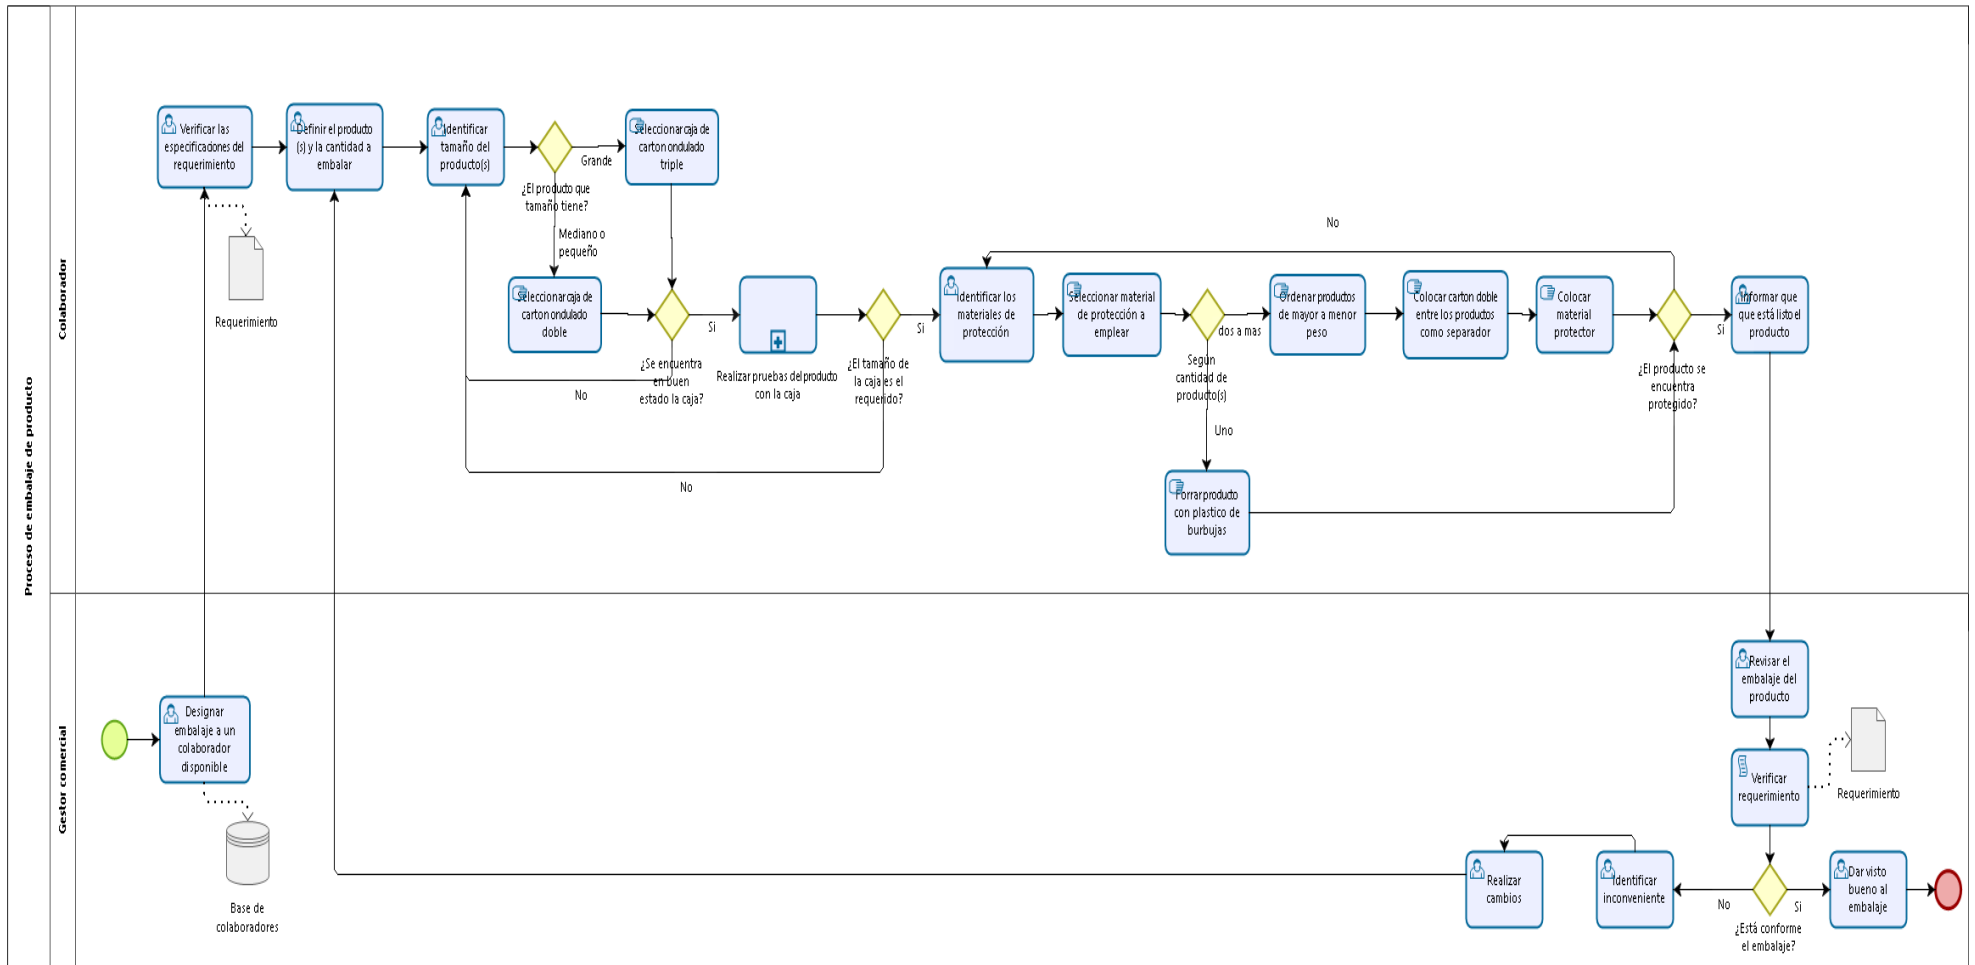 Proceso de embalaje de producto
Colaborador
Verificar las
especificaciones del
requerimiento
Requerimiento
Definir el producto
(s) y la cantidad a
embalar
Identificar
tamaño del
producto(s)
¿El producto que
tamaño tiene?
Grande
Mediano o
pequeño
Seleccionar caja de
carton ondulado
triple
Seleccionar caja de
carton ondulado
doble
¿Se encuentra
en buen
estado la caja?
No
Si
Realizar pruebas del producto
con la caja
¿El tamaño de
la caja es el
requerido?
No
Si
Identificar los
materiales de
protección
Seleccionar material
de protección a
emplear
Según
cantidad de
producto(s)
dos a mas
Uno
Ordenar productos
de mayor a menor
peso
Colocar carton doble
entre los productos
como separador
Colocar
material
protector
Forrar producto
con plastico de
burbujas
¿El producto se
encuentra
protegido?
No
Si
Informar que
que está listo el
producto
Gestor comercial
Designar
embalaje a un
colaborador
disponible
Base de
colaboradores
Revisar el
embalaje del
producto
Verificar
requerimiento
Requerimiento
¿Está conforme
el embalaje?
No
Si
Identificar
inconveniente
Realizar
cambios
Dar visto
bueno al
embalaje